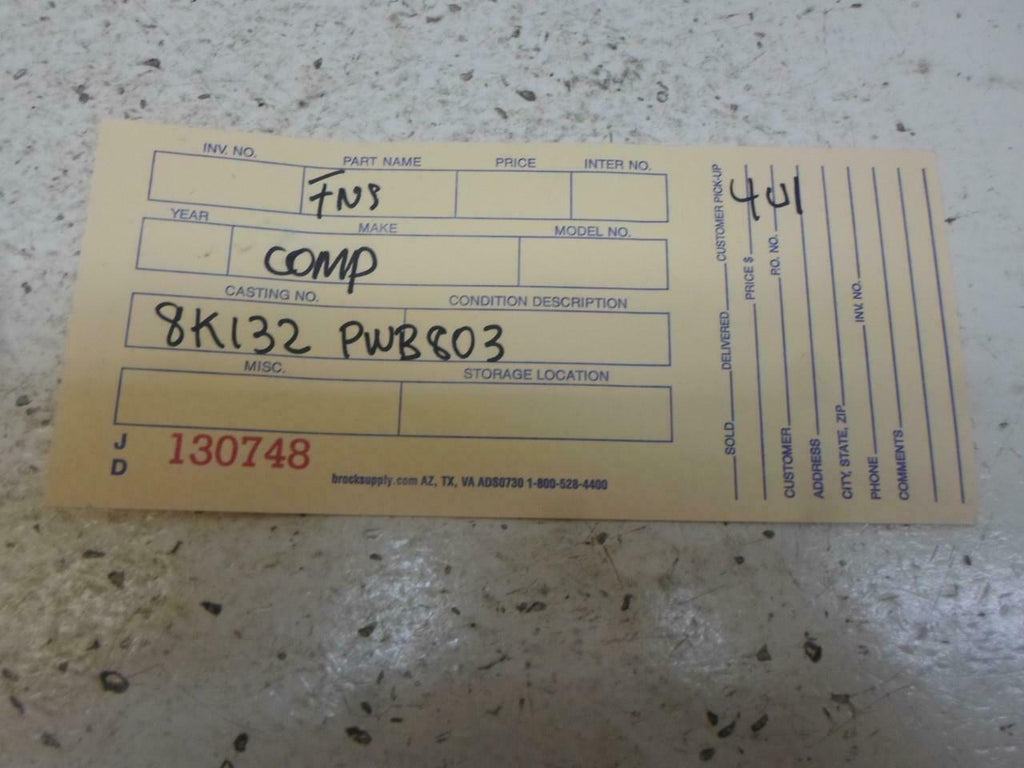 INV. NO. PART NAME PRICE INTER NO.
FNS
YEAR MAKE MODEL NO.
COMP
CASTING NO. CONDITION DESCRIPTION
8K132 PWB803
MISC. STORAGE LOCATION
J D 130748
brocksupply.com AZ, TX, VA ADS0730 1-800-528-4400
441
SOLD DELIVERED CUSTOMER PICK-UP
PRICE $
P.O. NO.
CUSTOMER
ADDRESS
CITY, STATE, ZIP
PHONE INV. NO.
COMMENTS